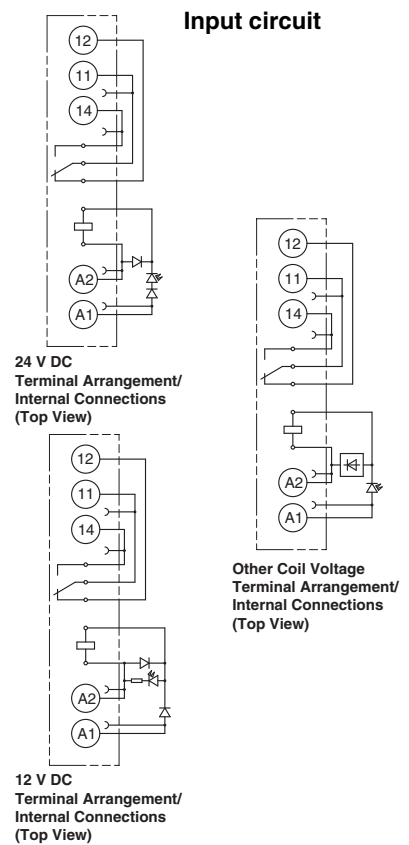 Input circuit
12
11
14
A2
A1
24 V DC
Terminal Arrangement/
Internal Connections
(Top View)
12
11
14
A2
A1
Other Coil Voltage
Terminal Arrangement/
Internal Connections
(Top View)
12
11
14
A2
A1
12 V DC
Terminal Arrangement/
Internal Connections
(Top View)